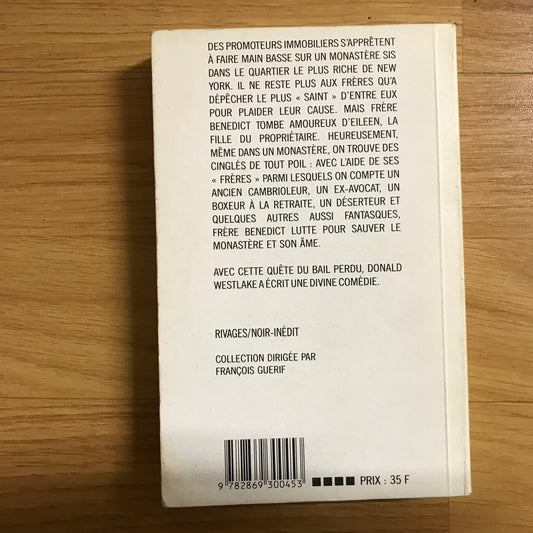 DES PROMOTEURS IMMOBILIERS S'APPRÊTENT
À FAIRE MAIN BASSE SUR UN MONASTÈRE SIS
DANS LE QUARTIER LE PLUS RICHE DE NEW
YORK. IL NE RESTE PLUS AUX FRÈRES QU'A
DÉPÊCHER LE PLUS « SAINT » D'ENTRE EUX
POUR PLAIDER LEUR CAUSE. MAIS FRÈRE
BENEDICT TOMBE AMOUREUX D'EILEEN, LA
FILLE DU PROPRIÉTAIRE. HEUREUSEMENT,
MÊME DANS UN MONASTÈRE, ON TROUVE DES
CINGLÉS DE TOUT POIL : AVEC L'AIDE DE SES
« FRÈRES » PARMI LESQUELS ON COMPTE UN
ANCIEN CAMBRIOLEUR, UN EX-AVOCAT, UN
BOXEUR À LA RETRAITE, UN DÉSERTEUR ET
QUELQUES AUTRES AUSSI FANTASQUES,
FRÈRE BENEDICT LUTTE POUR SAUVER LE
MONASTÈRE ET SON ÂME.
AVEC CETTE QUÊTE DU BAIL PERDU, DONALD
WESTLAKE A ÉCRIT UNE DIVINE COMÉDIE.
RIVAGES/NOIR-INÉDIT
COLLECTION DIRIGÉE PAR
FRANÇOIS GUERIF
9 782869 300453
PRIX : 35 F